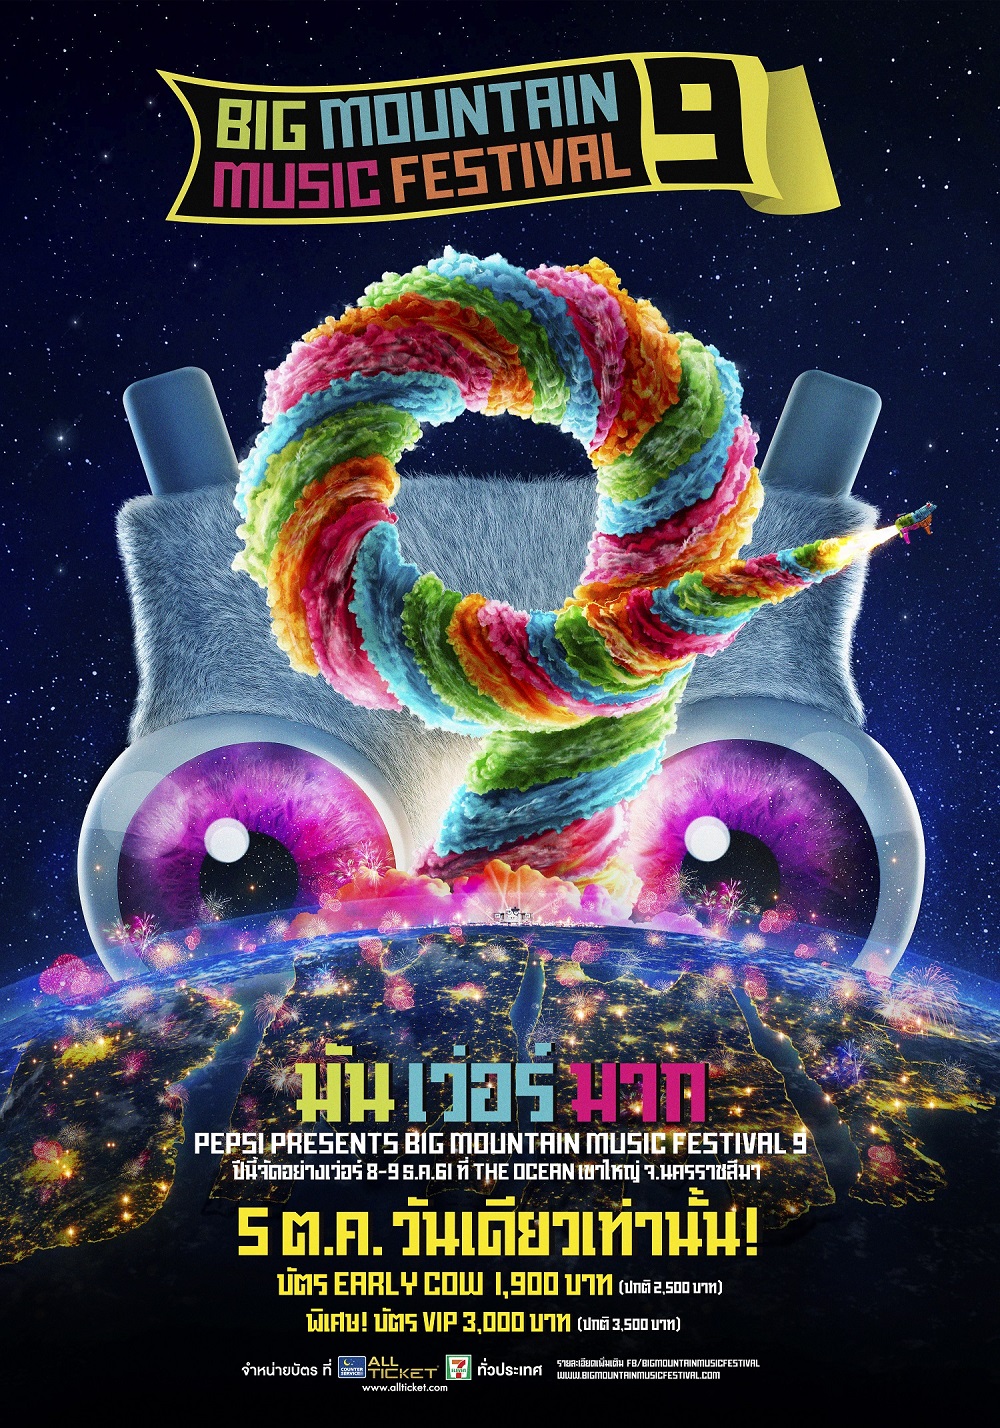 BIG MOUNTAIN
MUSIC FESTIVAL 9
มัน เว่อร์ มาก
PEPSI PRESENTS BIG MOUNTAIN MUSIC FESTIVAL 9
ปีนี้จัดอย่างเว่อร์ 8-9 ธ.ค.61 ที่ THE OCEAN เขาใหญ่ จ.นครราชสีมา
5 ต.ค. วันเดียวเท่านั้น!
บัตร EARLY COW 1,900 บาท (ปกติ 2,500 บาท)
พิเศษ! บัตร VIP 3,000 บาท (ปกติ 3,500 บาท)
จำหน่ายบัตร ที่ COUNTER SERVICE ALL TICKET 7 ELEVEN ทั่วประเทศ
www.allticket.com
รายละเอียดเพิ่มเติม FB/BIGMOUNTAINMUSICFESTIVAL
WWW.BIGMOUNTAINMUSICFESTIVAL.COM